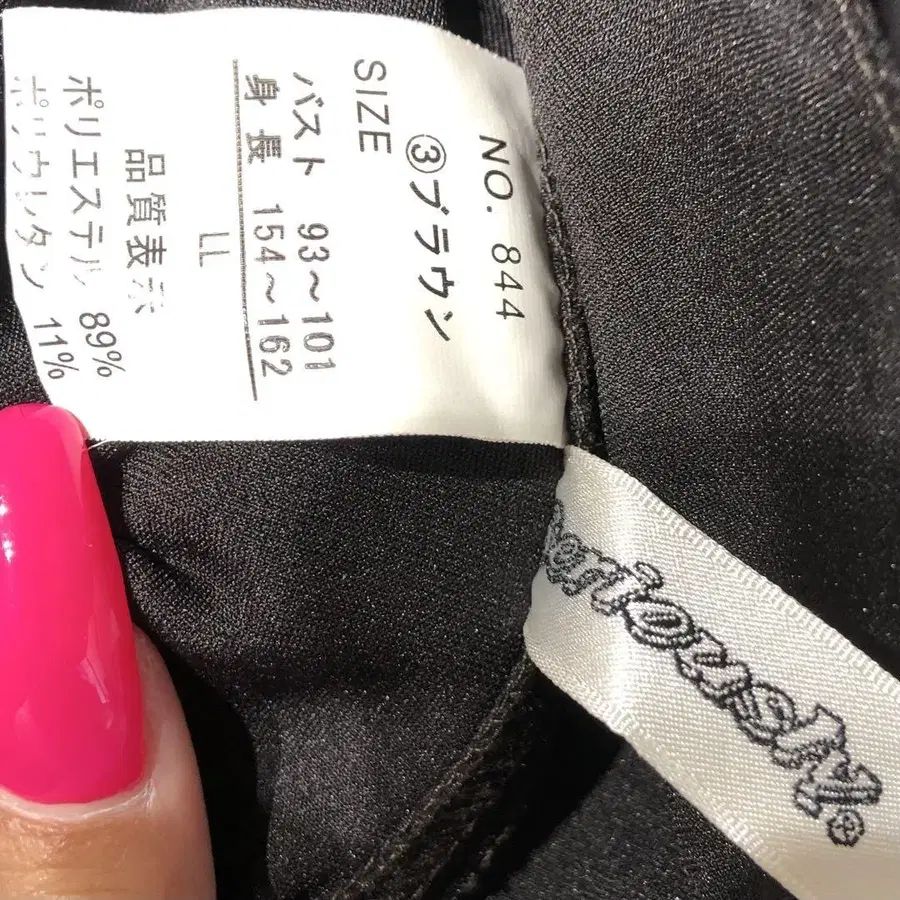 NO. 844
③ブラウン
SIZE
バスト 93～101
身長 154～162
LL
品質表示
ポリエステル 89%
ポリウレタン 11%